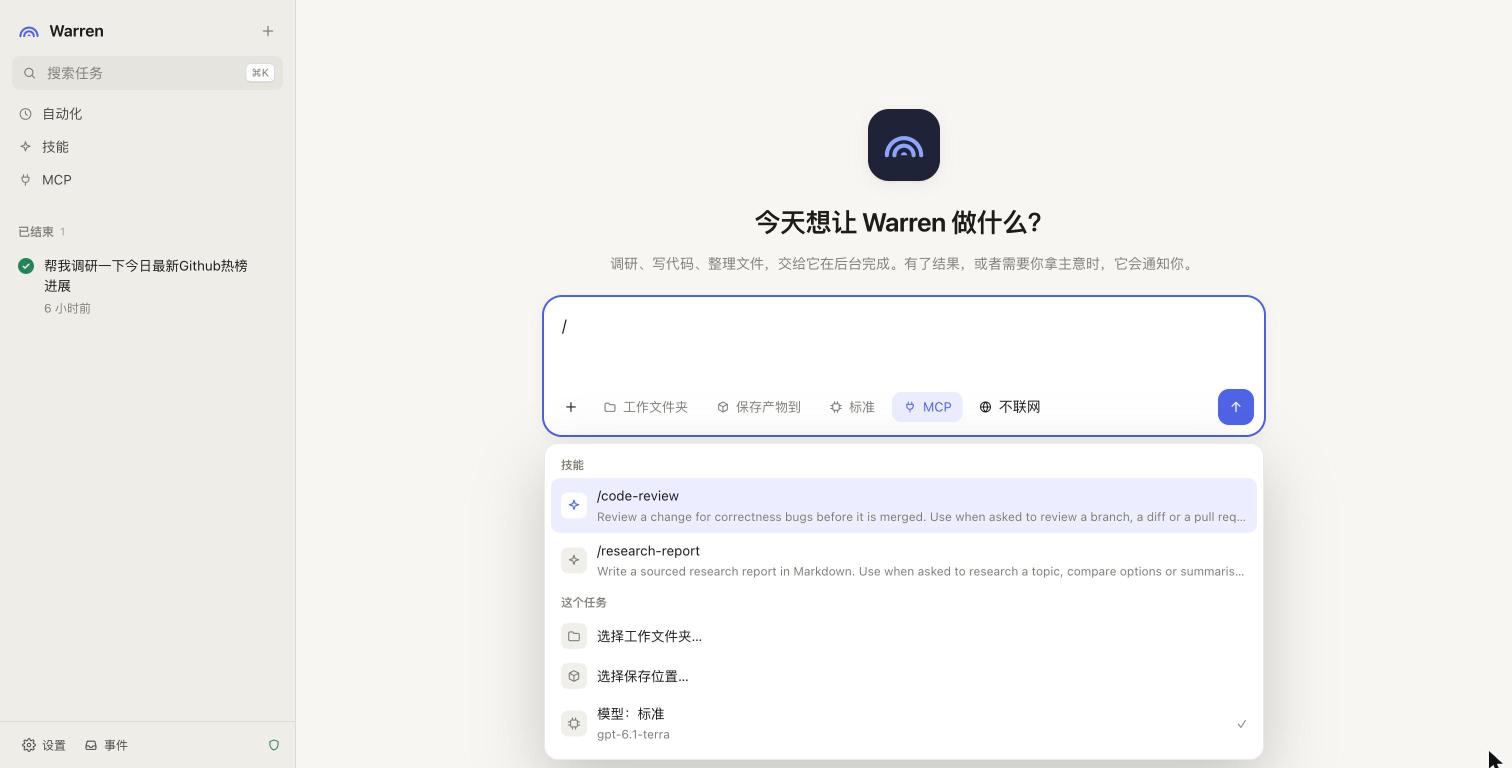 Warren
搜索任务
⌘K
自动化
技能
MCP
已结束 1
帮我调研一下今日最新Github热榜
进展
6 小时前
设置
事件
今天想让 Warren 做什么?
调研、写代码、整理文件，交给它在后台完成。有了结果，或者需要你拿主意时，它会通知你。
/
工作文件夹
保存产物到
标准
MCP
不联网
技能
/code-review
Review a change for correctness bugs before it is merged. Use when asked to review a branch, a diff or a pull req...
/research-report
Write a sourced research report in Markdown. Use when asked to research a topic, compare options or summaris...
这个任务
选择工作文件夹...
选择保存位置...
模型：标准
gpt-6.1-terra